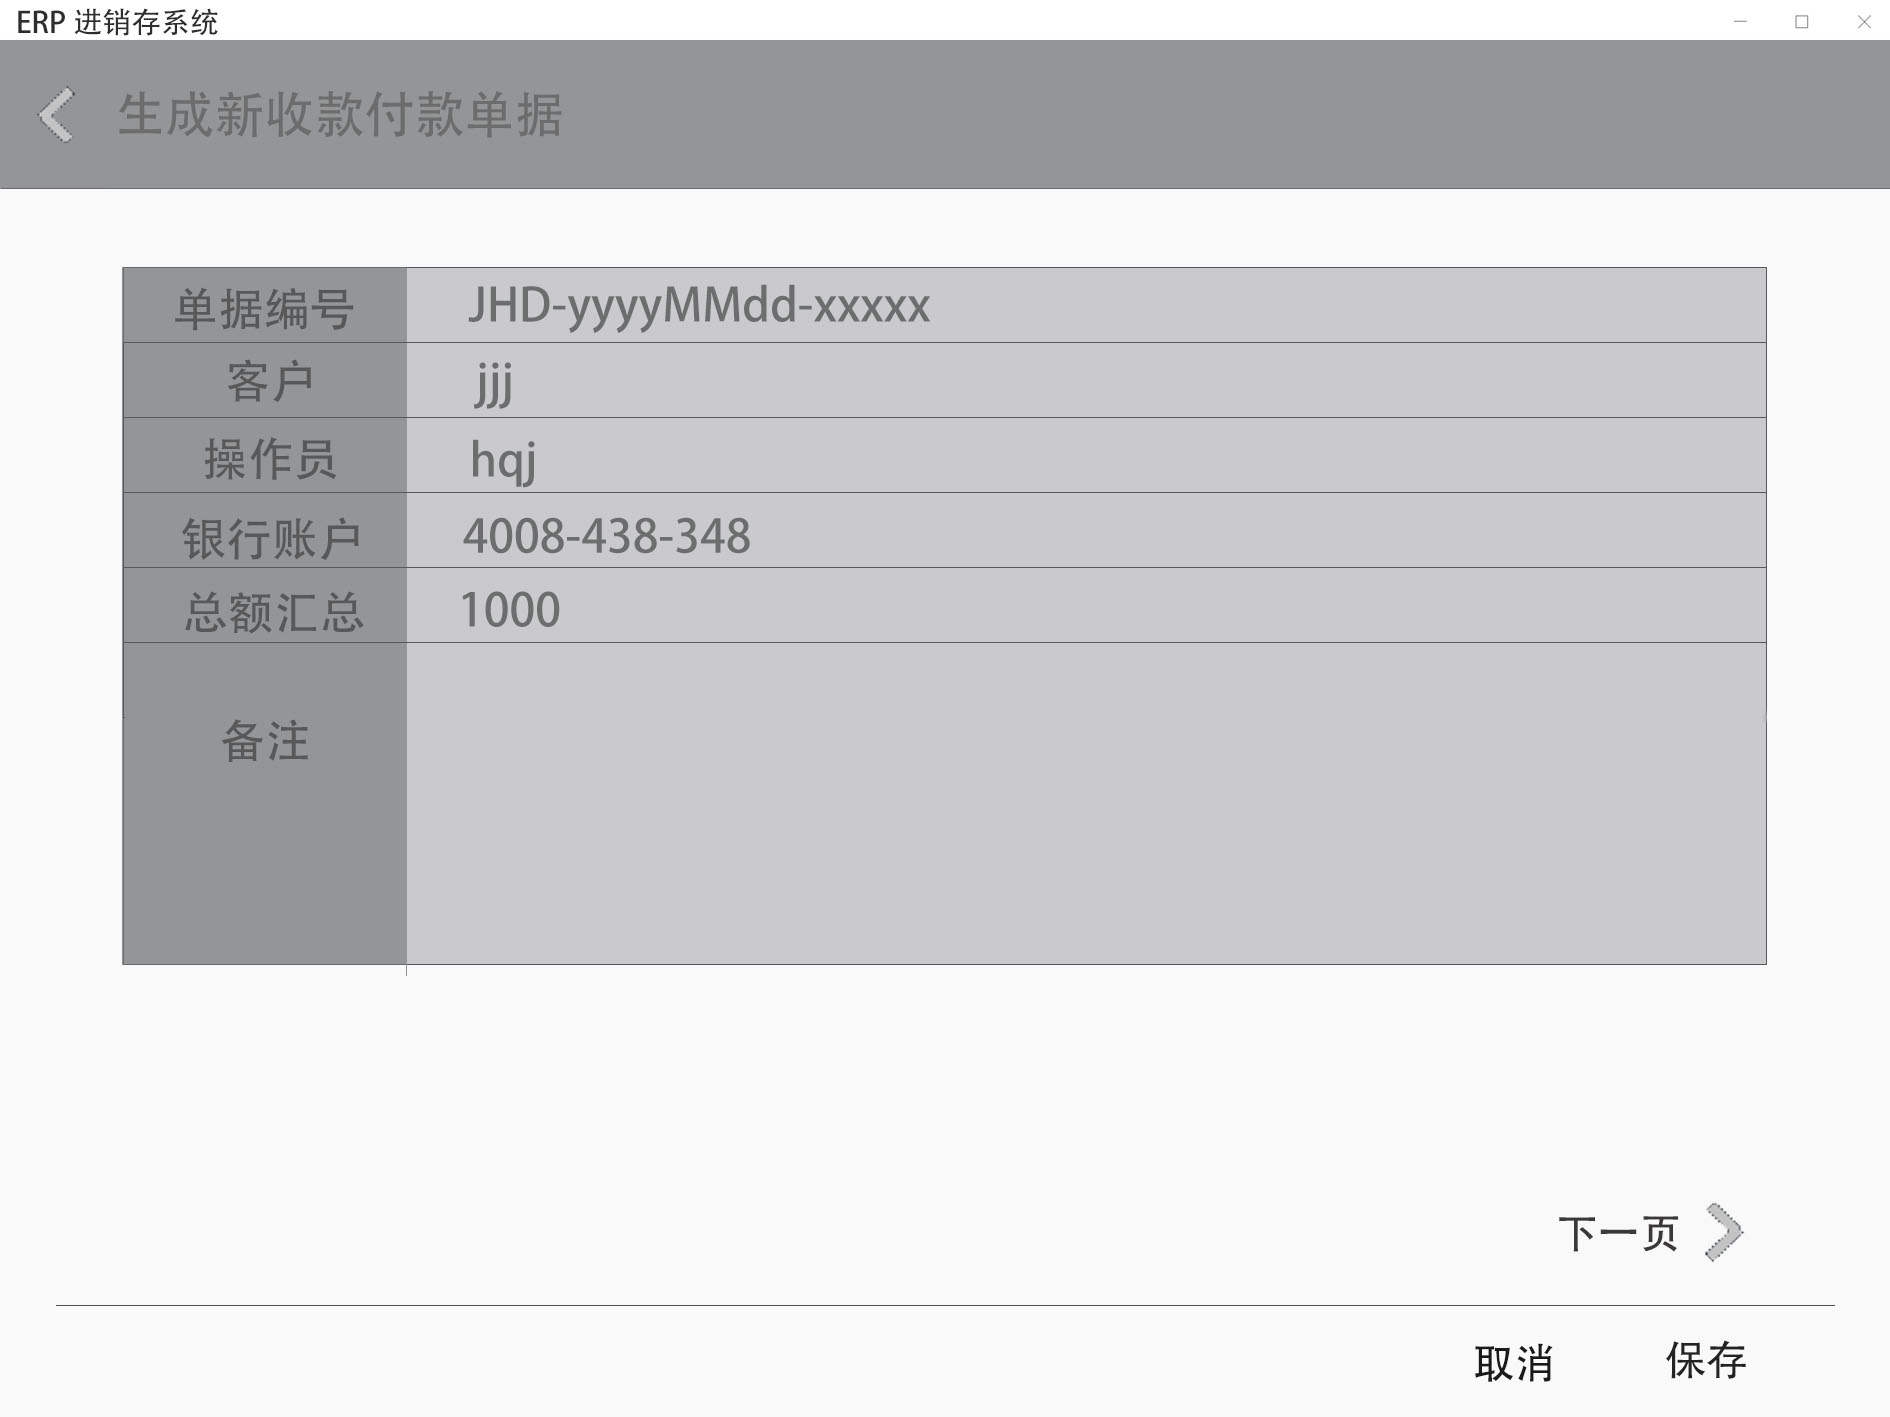 ERP 进销存系统
生成新收款付款单据
单据编号 JHD-yyyyMMdd-xxxxx
客户 jjj
操作员 hqj
银行账户 4008-438-348
总额汇总 1000
备注
下一页
取消 保存